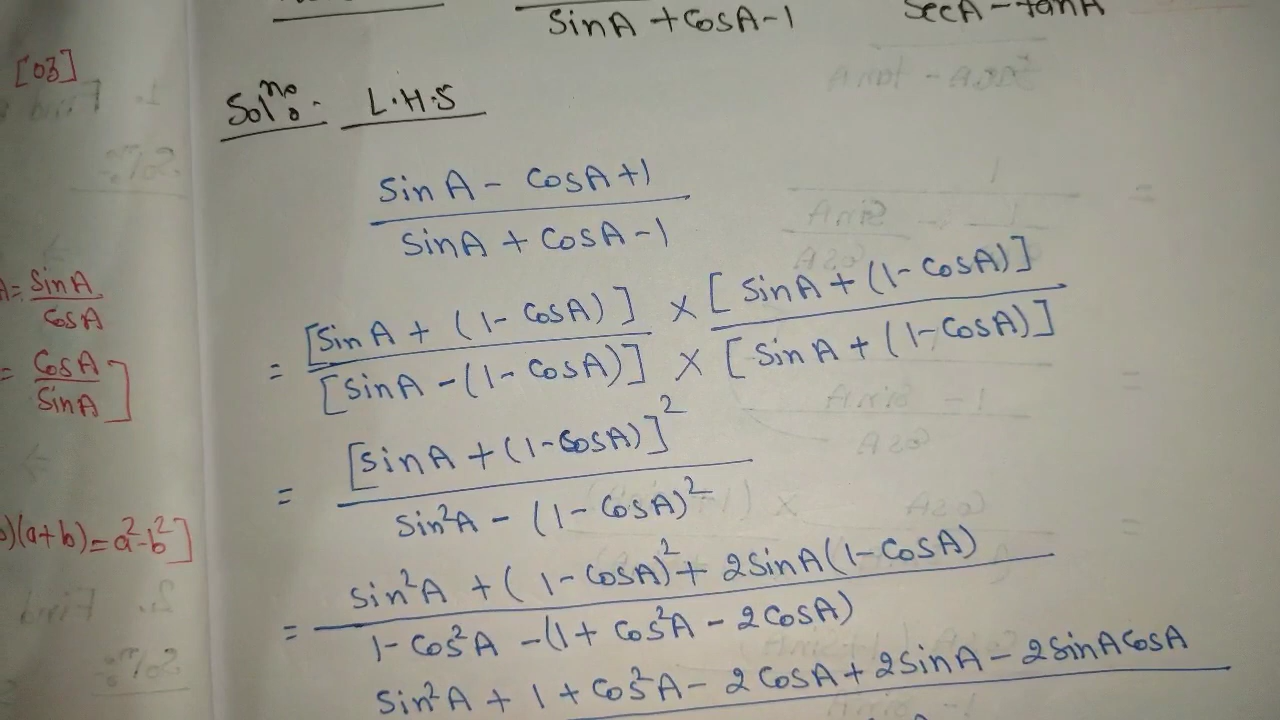 SinA + CosA - 1 SecA - tanA
[03]
Solnº:- L.H.S
SinA - CosA + 1
SinA + CosA - 1
= [SinA + (1 - CosA)] × [SinA + (1 - CosA)]
[SinA - (1 - CosA)] × [SinA + (1 - CosA)]
A = SinA
CosA
= CosA
SinA]
= [SinA + (1 - CosA)]²
Sin²A - (1 - CosA)²
)(a+b) = a² - b²]
= Sin²A + (1 - CosA)² + 2SinA(1 - CosA)
1 - Cos²A - (1 + Cos²A - 2CosA)
Sin²A + 1 + Cos²A - 2CosA + 2SinA - 2SinACosA